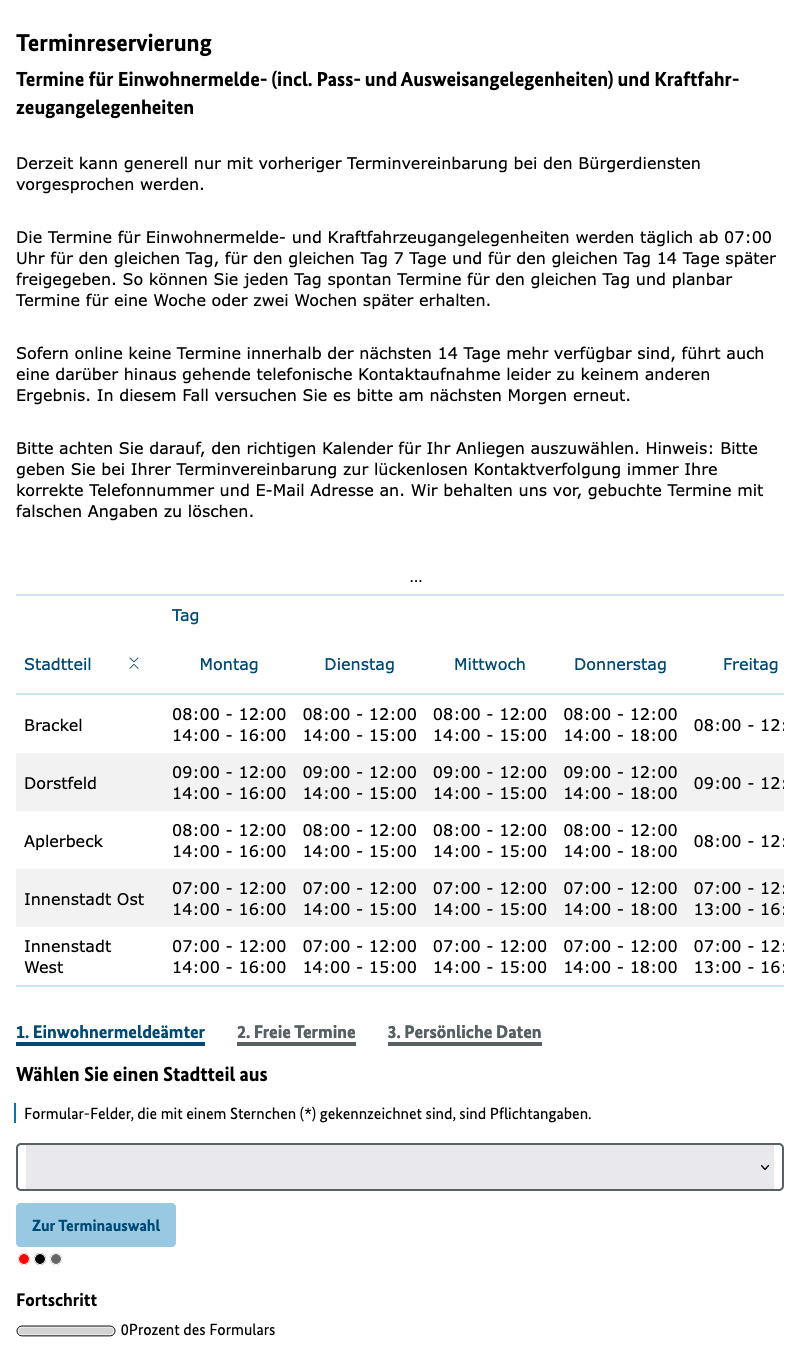 Terminreservierung
Termine für Einwohnermelde- (incl. Pass- und Ausweisangelegenheiten) und Kraftfahr-
zeugangelegenheiten
Derzeit kann generell nur mit vorheriger Terminvereinbarung bei den Bürgerdiensten
vorgesprochen werden.
Die Termine für Einwohnermelde- und Kraftfahrzeugangelegenheiten werden täglich ab 07:00
Uhr für den gleichen Tag, für den gleichen Tag 7 Tage und für den gleichen Tag 14 Tage später
freigegeben. So können Sie jeden Tag spontan Termine für den gleichen Tag und planbar
Termine für eine Woche oder zwei Wochen später erhalten.
Sofern online keine Termine innerhalb der nächsten 14 Tage mehr verfügbar sind, führt auch
eine darüber hinaus gehende telefonische Kontaktaufnahme leider zu keinem anderen
Ergebnis. In diesem Fall versuchen Sie es bitte am nächsten Morgen erneut.
Bitte achten Sie darauf, den richtigen Kalender für Ihr Anliegen auszuwählen. Hinweis: Bitte
geben Sie bei Ihrer Terminvereinbarung zur lückenlosen Kontaktverfolgung immer Ihre
korrekte Telefonnummer und E-Mail Adresse an. Wir behalten uns vor, gebuchte Termine mit
falschen Angaben zu löschen.
...
Tag
Stadtteil Montag Dienstag Mittwoch Donnerstag Freitag
Brackel 08:00 - 12:00 08:00 - 12:00 08:00 - 12:00 08:00 - 12:00 08:00 - 12:
14:00 - 16:00 14:00 - 15:00 14:00 - 15:00 14:00 - 18:00
Dorstfeld 09:00 - 12:00 09:00 - 12:00 09:00 - 12:00 09:00 - 12:00 09:00 - 12:
14:00 - 16:00 14:00 - 15:00 14:00 - 15:00 14:00 - 18:00
Aplerbeck 08:00 - 12:00 08:00 - 12:00 08:00 - 12:00 08:00 - 12:00 08:00 - 12:
14:00 - 16:00 14:00 - 15:00 14:00 - 15:00 14:00 - 18:00
Innenstadt Ost 07:00 - 12:00 07:00 - 12:00 07:00 - 12:00 07:00 - 12:00 07:00 - 12:
14:00 - 16:00 14:00 - 15:00 14:00 - 15:00 14:00 - 18:00 13:00 - 16:
Innenstadt 07:00 - 12:00 07:00 - 12:00 07:00 - 12:00 07:00 - 12:00 07:00 - 12:
West 14:00 - 16:00 14:00 - 15:00 14:00 - 15:00 14:00 - 18:00 13:00 - 16:
1. Einwohnermeldeämter 2. Freie Termine 3. Persönliche Daten
Wählen Sie einen Stadtteil aus
Formular-Felder, die mit einem Sternchen (*) gekennzeichnet sind, sind Pflichtangaben.
Zur Terminauswahl
Fortschritt
0Prozent des Formulars